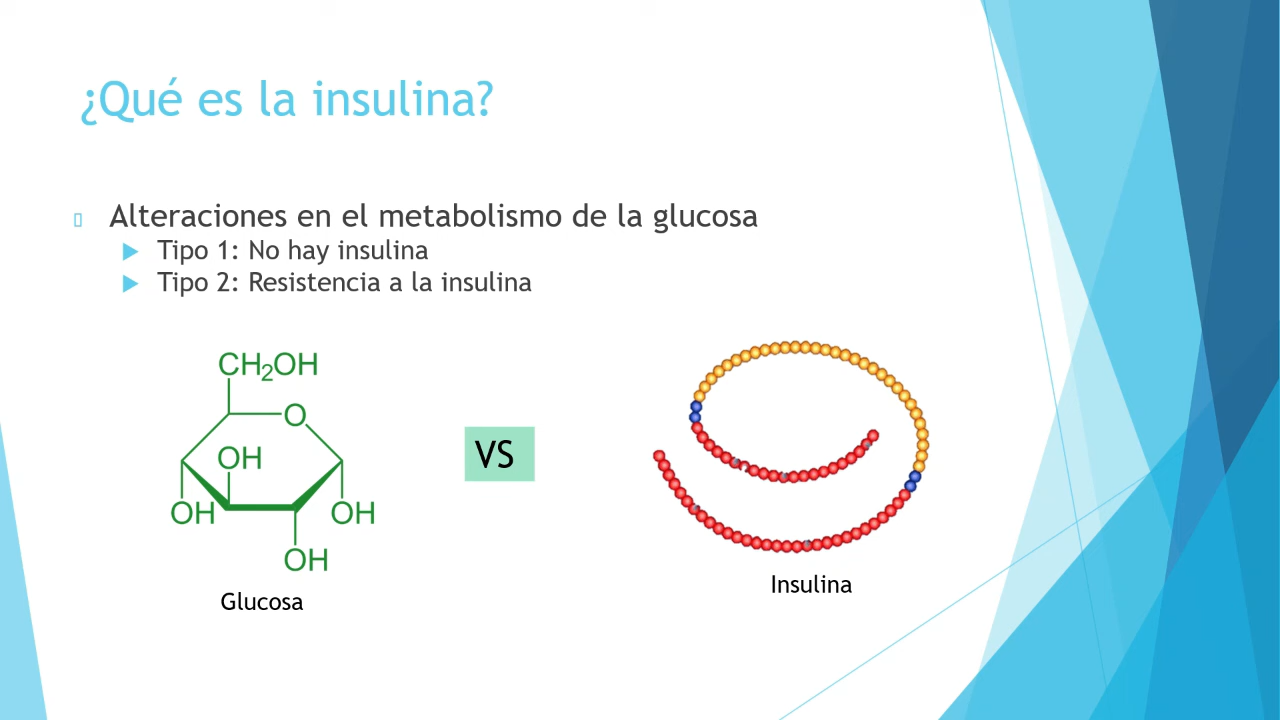 ¿Qué es la insulina?
Alteraciones en el metabolismo de la glucosa
Tipo 1: No hay insulina
Tipo 2: Resistencia a la insulina
CH2OH
O
OH
OH
OH
OH
Glucosa
VS
Insulina